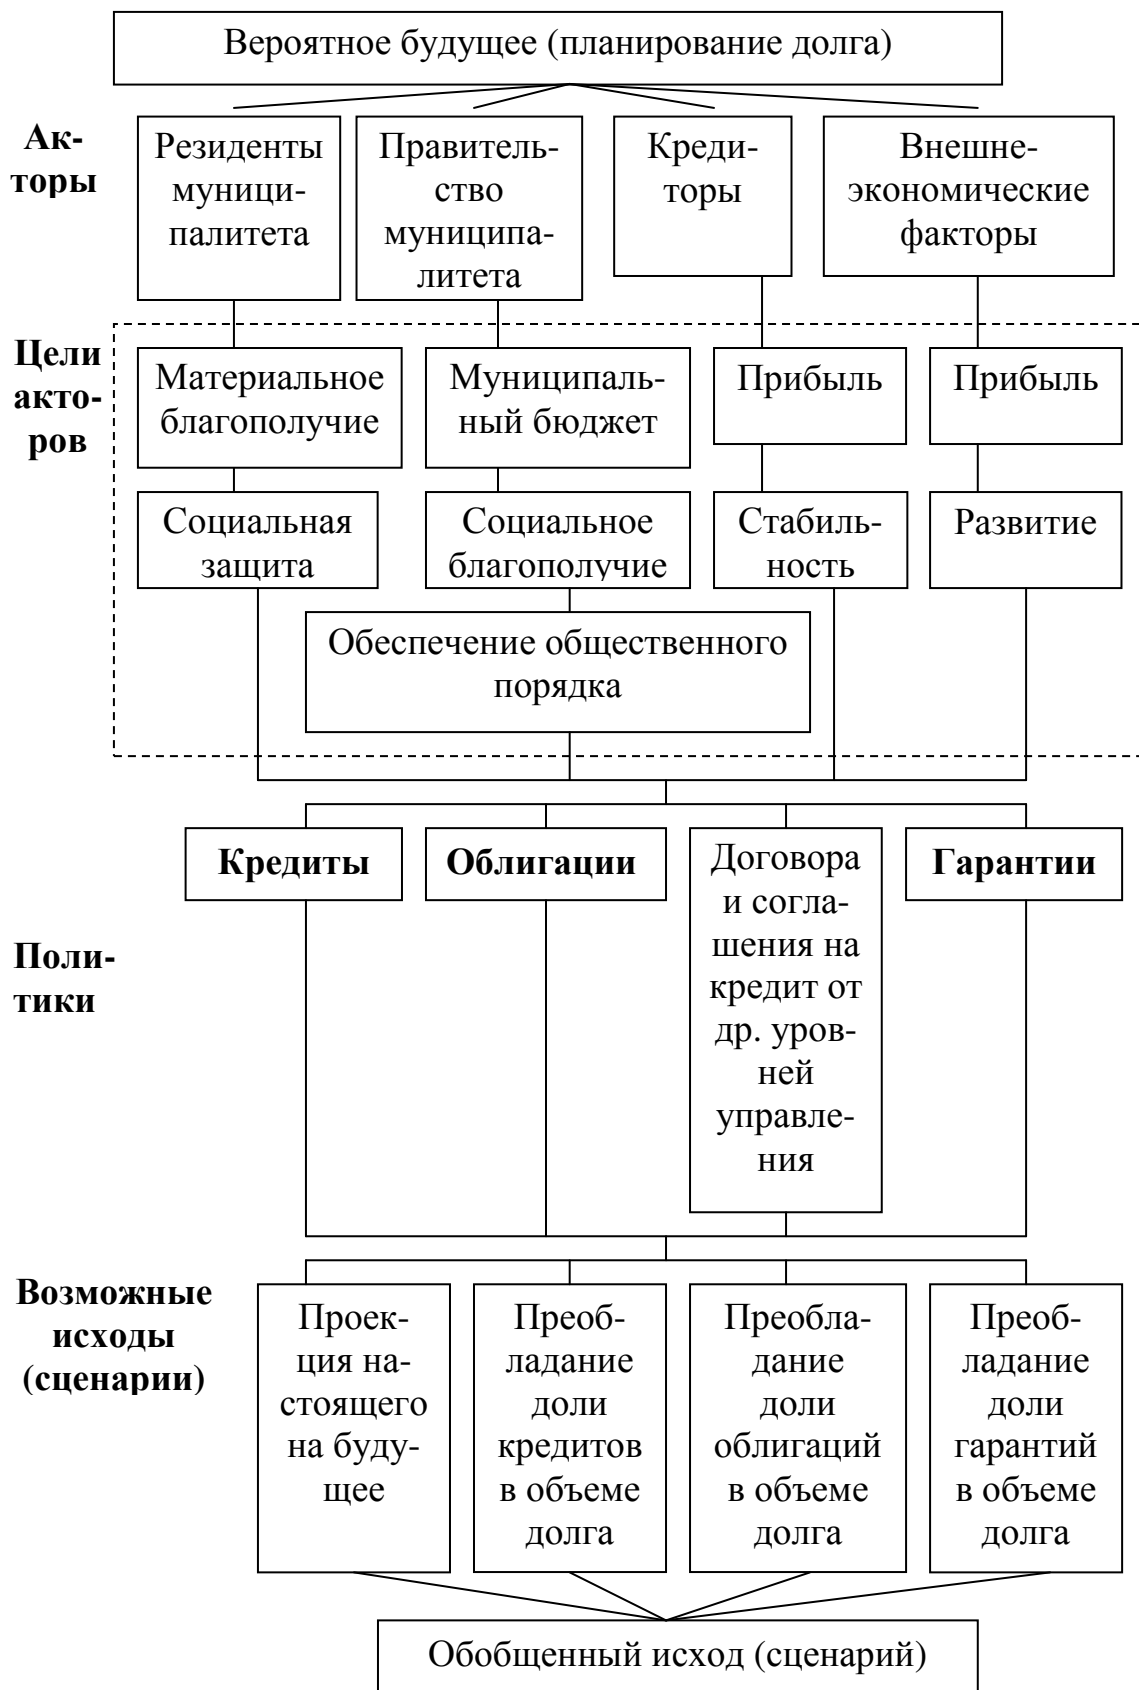 Вероятное будущее (планирование долга)
Ак-
торы
Резиденты
муници-
палитета
Правитель-
ство
муниципа-
литета
Креди-
торы
Внешне-
экономические
факторы
Цели
акто-
ров
Материальное
благополучие
Муниципаль-
ный бюджет
Прибыль
Прибыль
Социальная
защита
Социальное
благополучие
Стабиль-
ность
Развитие
Обеспечение общественного
порядка
Поли-
тики
Кредиты
Облигации
Договора
и согла-
шения на
кредит от
др. уров-
ней
управле-
ния
Гарантии
Возможные
исходы
(сценарии)
Проек-
ция на-
стоящего
на буду-
щее
Преоб-
ладание
доли
кредитов
в объеме
долга
Преобла-
дание
доли
облигаций
в объеме
долга
Преоб-
ладание
доли
гарантий
в объеме
долга
Обобщенный исход (сценарий)